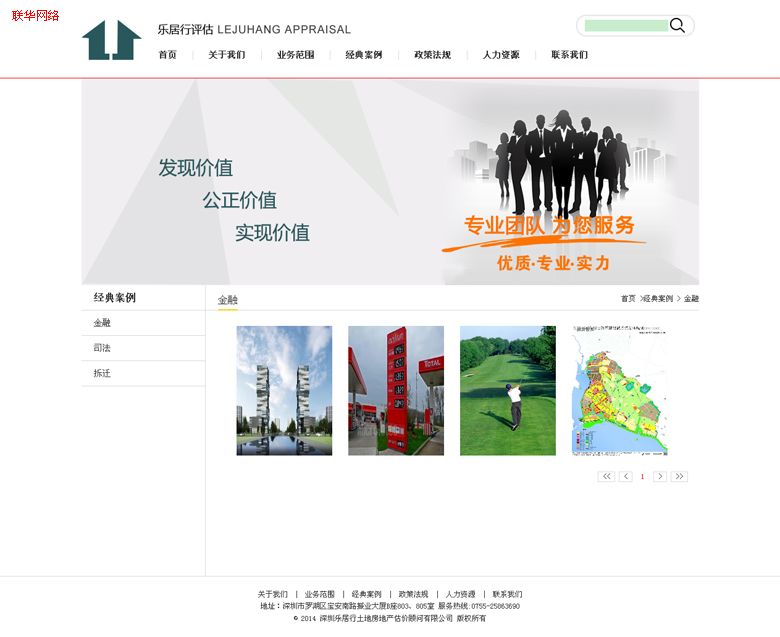 联华网络
乐居行评估 LEJUHANG APPRAISAL
首页 关于我们 业务范围 经典案例 政策法规 人力资源 联系我们
发现价值
公正价值
实现价值
专业团队 为您服务
优质·专业·实力
经典案例
金融
司法
拆迁
金融
首页 >经典案例 > 金融
TOTAL
<< < 1 > >>
关于我们 | 业务范围 | 经典案例 | 政策法规 | 人力资源 | 联系我们
地址：深圳市罗湖区宝安南路振业大厦B座803、805室 服务热线:0755-25863690
© 2014 深圳乐居行土地房地产估价顾问有限公司 版权所有